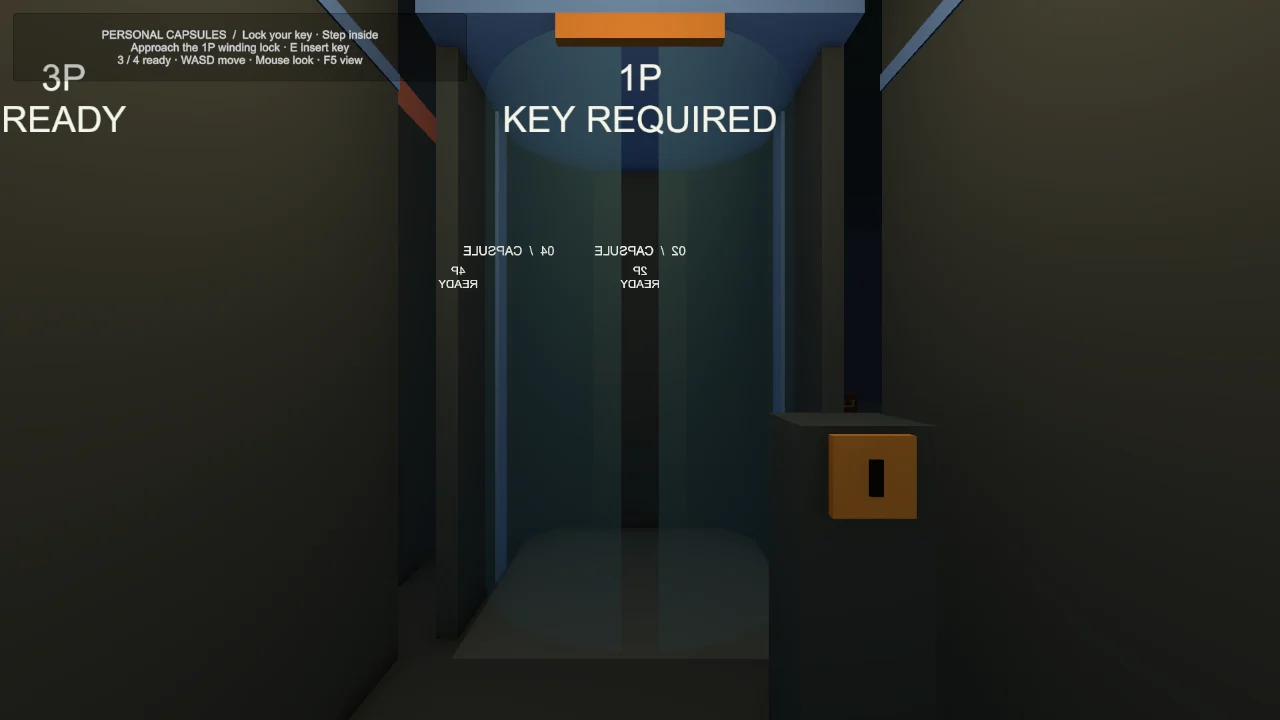 PERSONAL CAPSULES / Lock your key · Step inside
Approach the 1P winding lock · E insert key
3 / 4 ready · WASD move · Mouse look · F5 view
3P
READY
1P
KEY REQUIRED
04 / CAPSULE
4P
READY
02 / CAPSULE
2P
READY